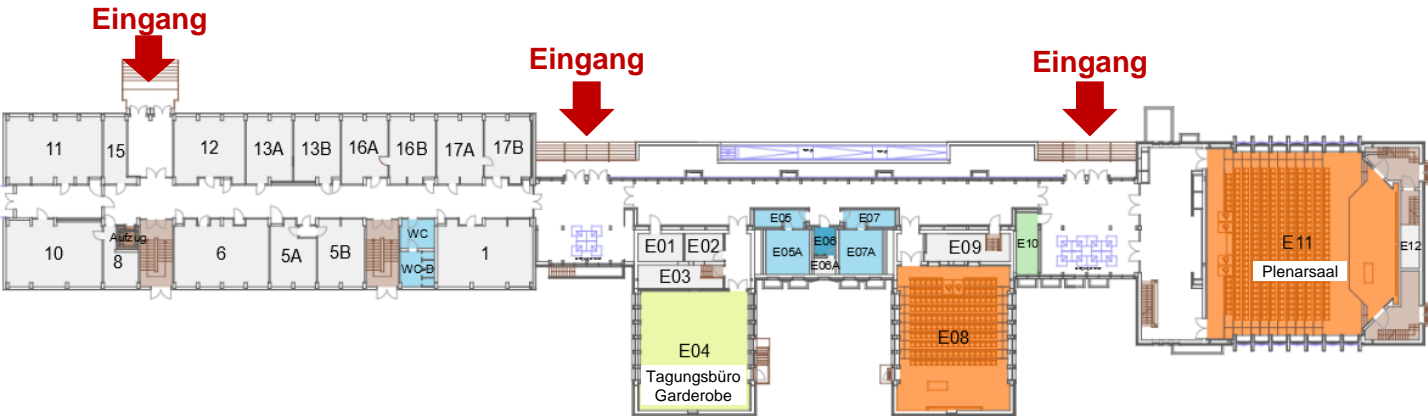 Eingang
Eingang
Eingang
11
15
12
13A
13B
16A
16B
17A
17B
10
Aufzug
8
6
5A
5B
WC
WC-D
1
E01
E02
E03
E04
Tagungsbüro
Garderobe
E05
E07
E05A
E06
E06A
E07A
E09
E08
E10
E11
Plenarsaal
E12